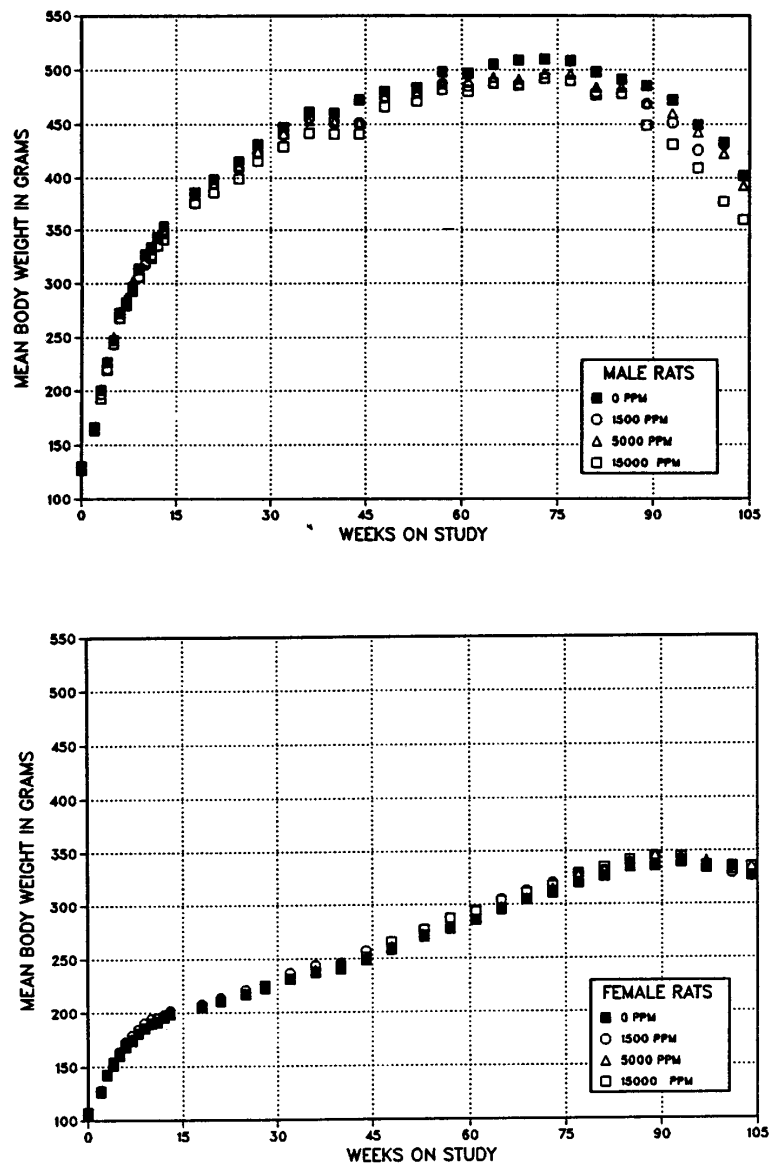 550
500
450
400
350
300
250
200
150
100
MEAN BODY WEIGHT IN GRAMS
MALE RATS
0 PPM
1500 PPM
5000 PPM
15000 PPM
0 15 30 45 60 75 90 105
WEEKS ON STUDY
550
500
450
400
350
300
250
200
150
100
MEAN BODY WEIGHT IN GRAMS
FEMALE RATS
0 PPM
1500 PPM
5000 PPM
15000 PPM
0 15 30 45 60 75 90 105
WEEKS ON STUDY